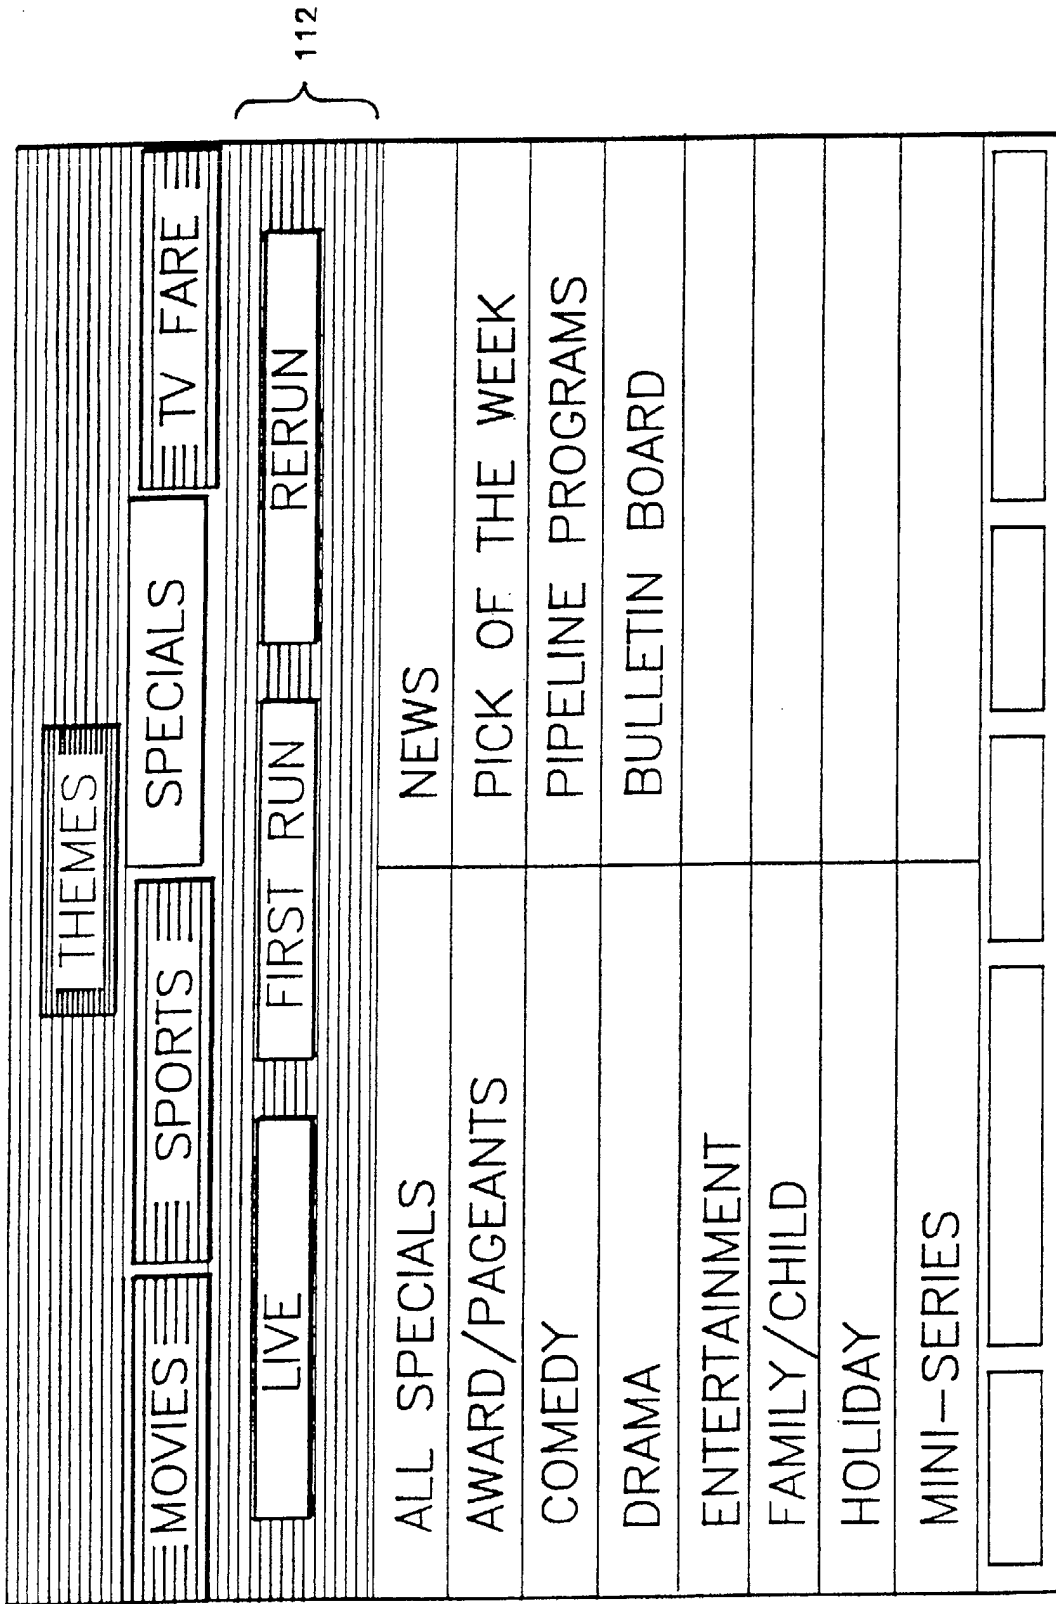 THEMES
MOVIES SPORTS SPECIALS TV FARE
LIVE FIRST RUN RERUN
112
ALL SPECIALS NEWS
AWARD/PAGEANTS PICK OF THE WEEK
COMEDY PIPELINE PROGRAMS
DRAMA BULLETIN BOARD
ENTERTAINMENT
FAMILY/CHILD
HOLIDAY
MINI-SERIES